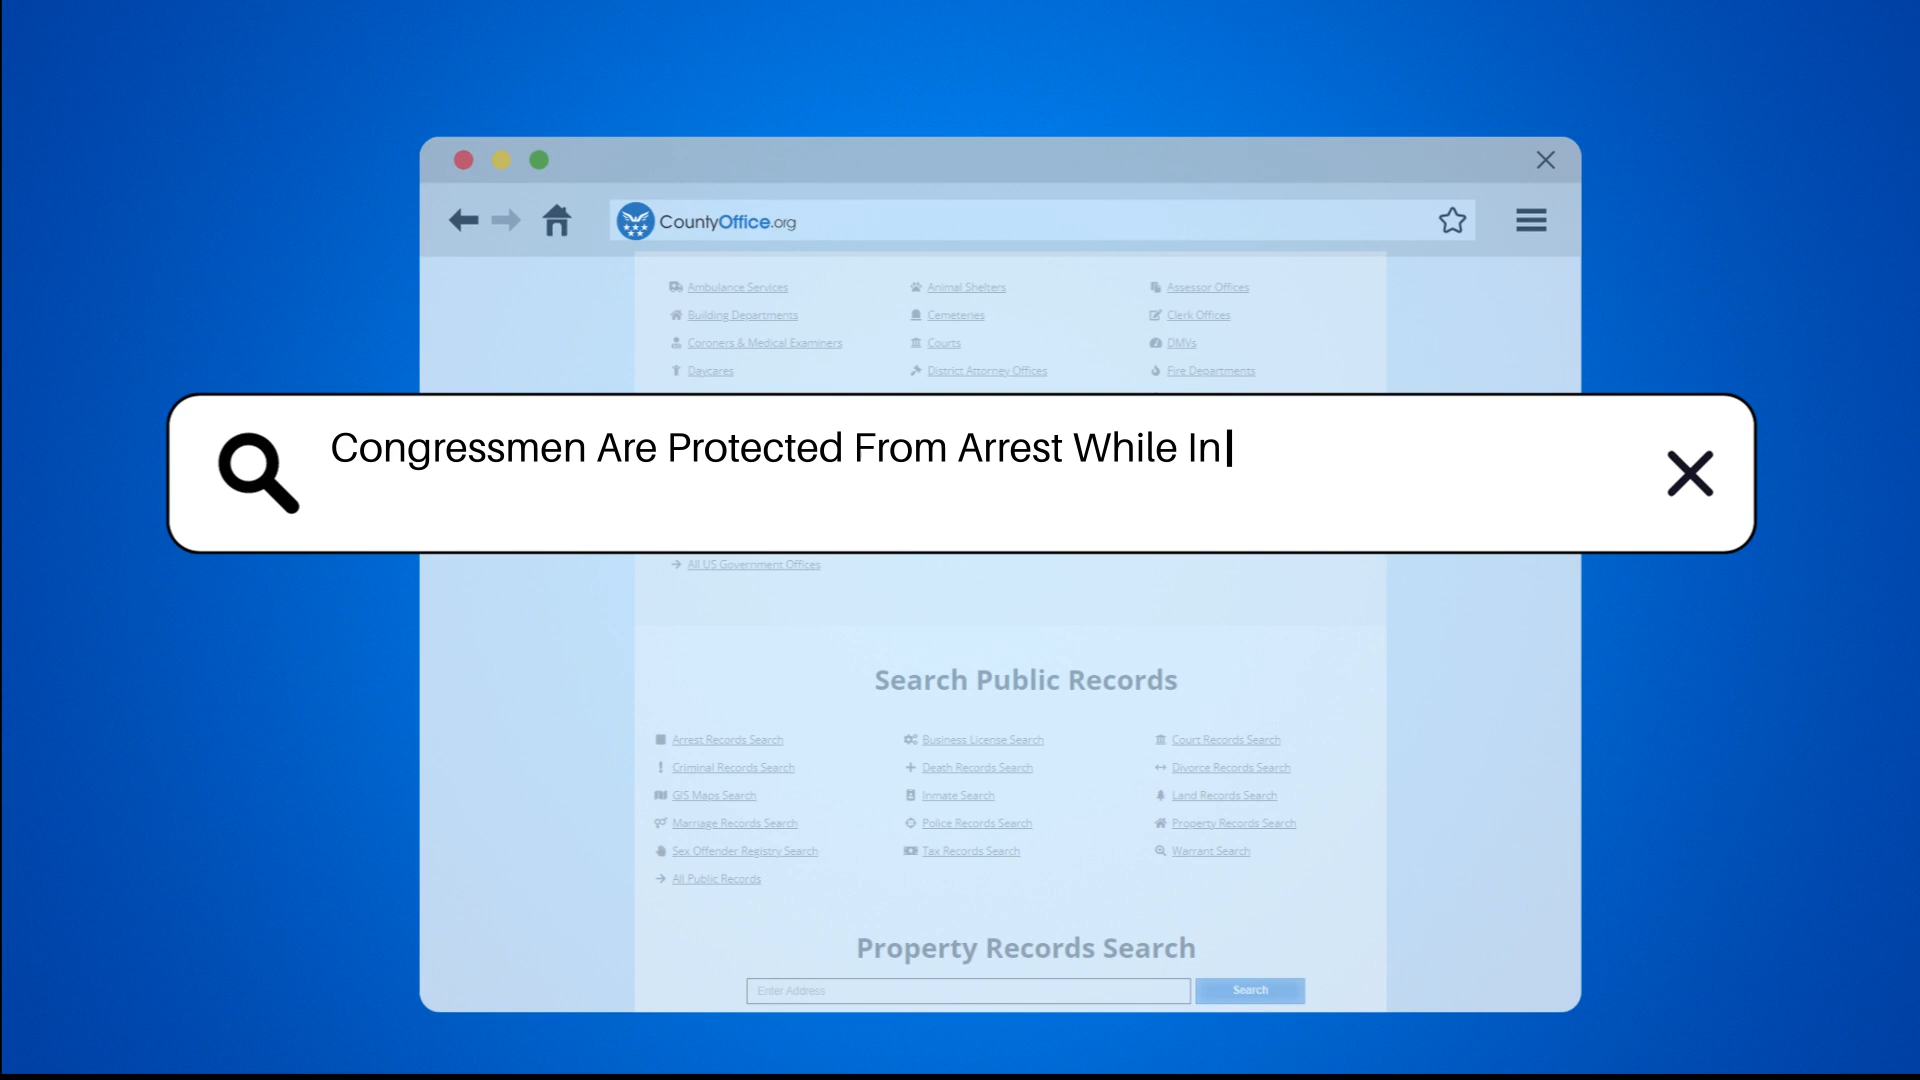 CountyOffice.org
Ambulance Services Animal Shelters Assessor Offices
Building Departments Cemeteries Clerk Offices
Coroners & Medical Examiners Courts DMVs
Daycares District Attorney Offices Fire Departments
Congressmen Are Protected From Arrest While In
All US Government Offices
Search Public Records
Arrest Records Search Business License Search Court Records Search
Criminal Records Search Death Records Search Divorce Records Search
GIS Maps Search Inmate Search Land Records Search
Marriage Records Search Police Records Search Property Records Search
Sex Offender Registry Search Tax Records Search Warrant Search
All Public Records
Property Records Search
Enter Address Search